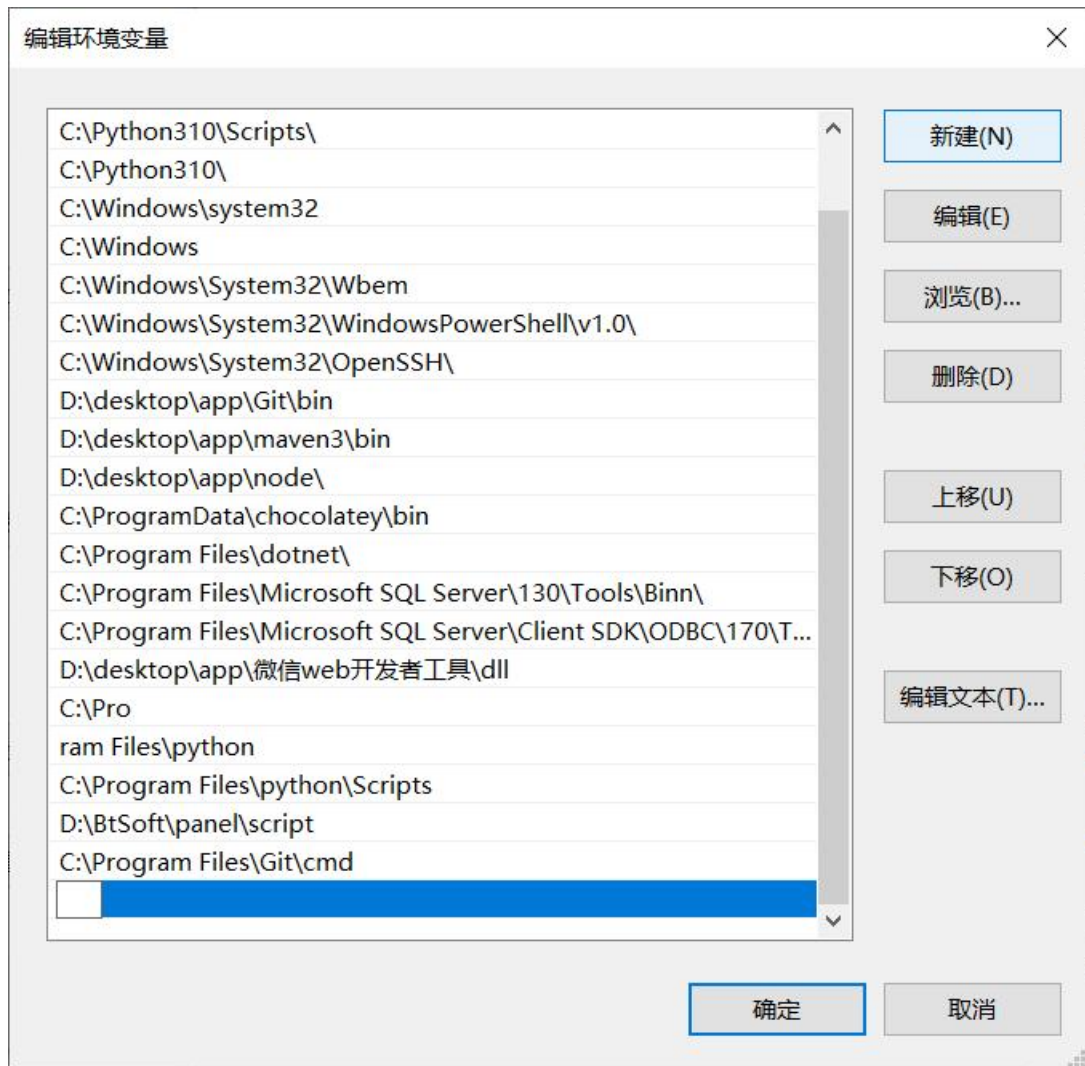 编辑环境变量
C:\Python310\Scripts\
新建(N)
C:\Python310\
C:\Windows\system32
编辑(E)
C:\Windows
C:\Windows\System32\Wbem
浏览(B)...
C:\Windows\System32\WindowsPowerShell\v1.0\
C:\Windows\System32\OpenSSH\
删除(D)
D:\desktop\app\Git\bin
D:\desktop\app\maven3\bin
D:\desktop\app\node\
上移(U)
C:\ProgramData\chocolatey\bin
C:\Program Files\dotnet\
下移(O)
C:\Program Files\Microsoft SQL Server\130\Tools\Binn\
C:\Program Files\Microsoft SQL Server\Client SDK\ODBC\170\T...
D:\desktop\app\微信web开发者工具\dll
编辑文本(T)...
C:\Pro
ram Files\python
C:\Program Files\python\Scripts
D:\BtSoft\panel\script
C:\Program Files\Git\cmd
确定
取消